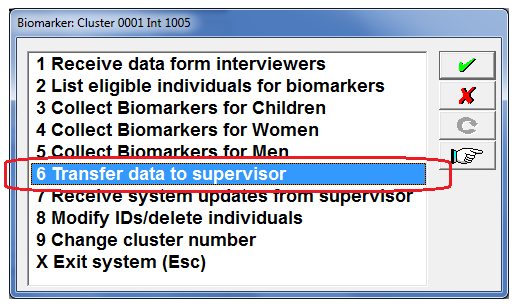 Biomarker: Cluster 0001 Int 1005
1 Receive data form interviewers
2 List eligible individuals for biomarkers
3 Collect Biomarkers for Children
4 Collect Biomarkers for Women
5 Collect Biomarkers for Men
6 Transfer data to supervisor
7 Receive system updates from supervisor
8 Modify IDs/delete individuals
9 Change cluster number
X Exit system (Esc)